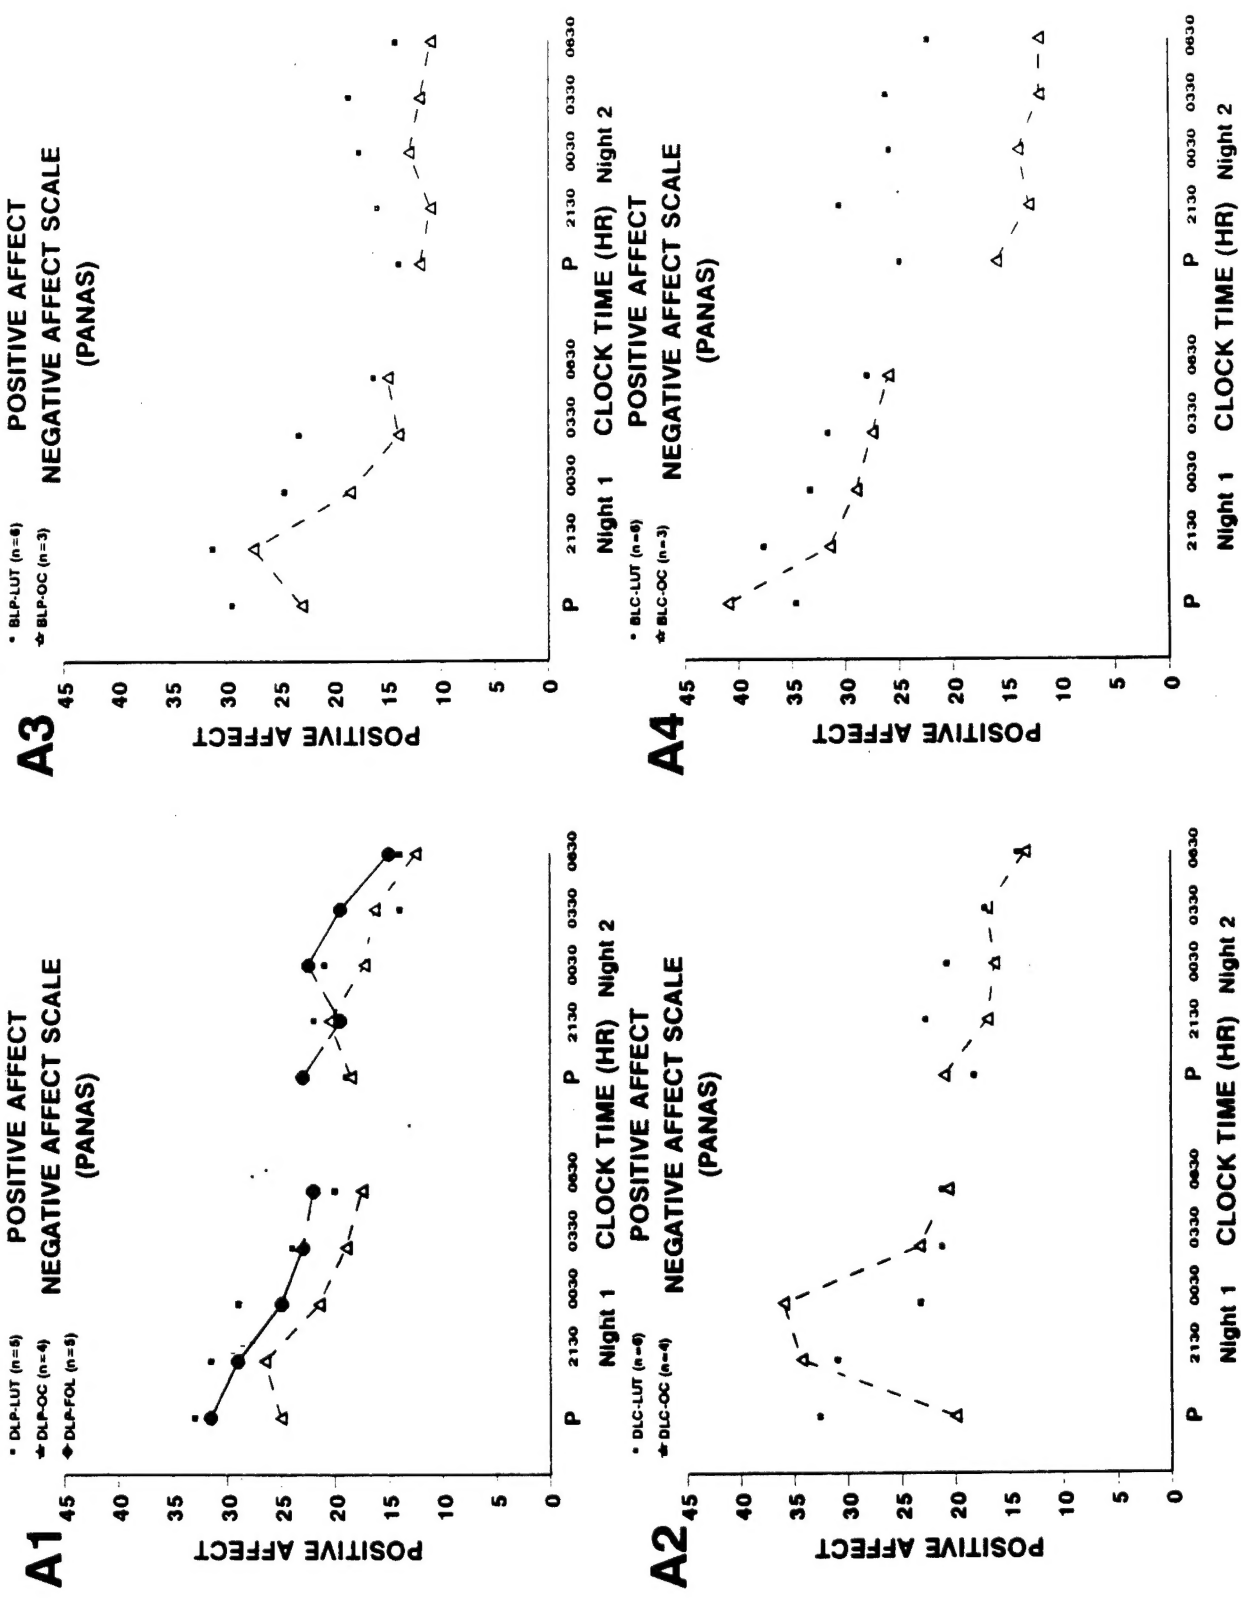 A1
POSITIVE AFFECT
NEGATIVE AFFECT SCALE
(PANAS)
DLP-LUT (n=5)
DLP-OC (n=4)
DLP-FOL (n=5)
POSITIVE AFFECT
45
40
35
30
25
20
15
10
5
0
P 2130 0030 0330 0630 P 2130 0030 0330 0630
Night 1 CLOCK TIME (HR) Night 2
A3
POSITIVE AFFECT
NEGATIVE AFFECT SCALE
(PANAS)
BLP-LUT (n=6)
BLP-OC (n=3)
POSITIVE AFFECT
45
40
35
30
25
20
15
10
5
0
P 2130 0030 0330 0630 P 2130 0030 0330 0630
Night 1 CLOCK TIME (HR) Night 2
A2
POSITIVE AFFECT
NEGATIVE AFFECT SCALE
(PANAS)
DLC-LUT (n=6)
DLC-OC (n=4)
POSITIVE AFFECT
45
40
35
30
25
20
15
10
5
0
P 2130 0030 0330 0630 P 2130 0030 0330 0630
Night 1 CLOCK TIME (HR) Night 2
A4
POSITIVE AFFECT
NEGATIVE AFFECT SCALE
(PANAS)
BLC-LUT (n=6)
BLC-OC (n=3)
POSITIVE AFFECT
45
40
35
30
25
20
15
10
5
0
P 2130 0030 0330 0630 P 2130 0030 0330 0630
Night 1 CLOCK TIME (HR) Night 2